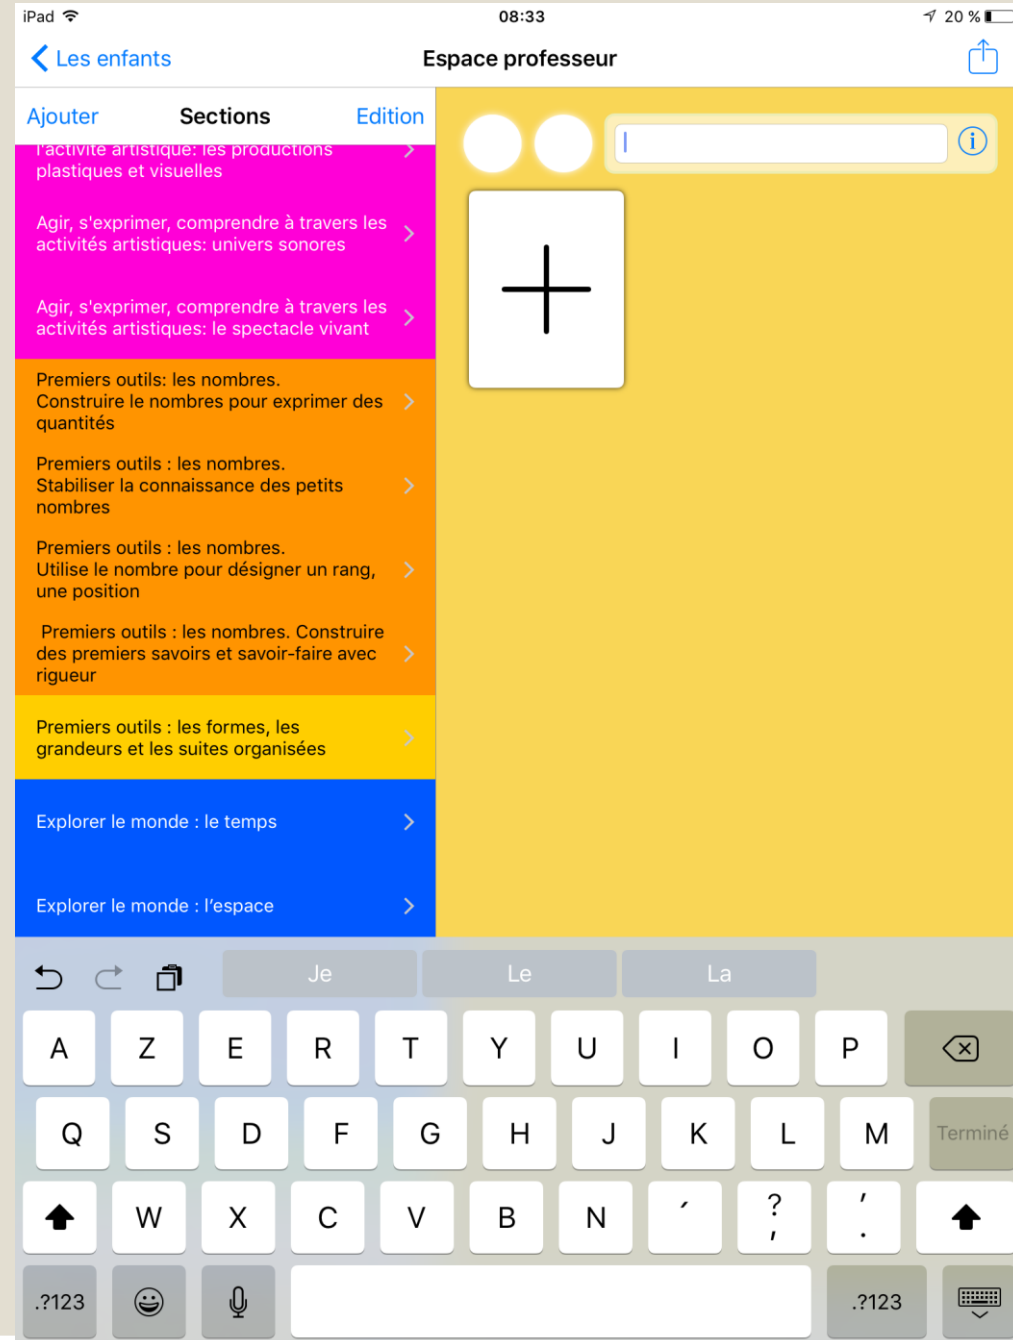 iPad 08:33 20 %
Les enfants Espace professeur
Ajouter Sections Edition
l'activité artistique: les productions
plastiques et visuelles
Agir, s'exprimer, comprendre à travers les
activités artistiques: univers sonores
Agir, s'exprimer, comprendre à travers les
activités artistiques: le spectacle vivant
Premiers outils: les nombres.
Construire le nombres pour exprimer des
quantités
Premiers outils : les nombres.
Stabiliser la connaissance des petits
nombres
Premiers outils : les nombres.
Utilise le nombre pour désigner un rang,
une position
Premiers outils : les nombres. Construire
des premiers savoirs et savoir-faire avec
rigueur
Premiers outils : les formes, les
grandeurs et les suites organisées
Explorer le monde : le temps
Explorer le monde : l’espace
Je Le La
A Z E R T Y U I O P
Q S D F G H J K L M Terminé
W X C V B N ´ ? , ' .
.?123 .?123